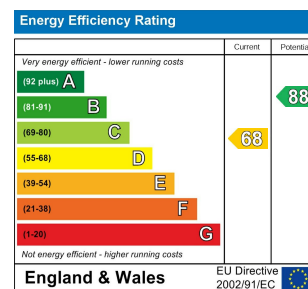 Energy Efficiency Rating
Current Potentia
Very energy efficient - lower running costs
(92 plus) A
(81-91) B
88
(69-80) C
68
(55-68) D
(39-54) E
(21-38) F
(1-20) G
Not energy efficient - higher running costs
England & Wales
EU Directive
2002/91/EC